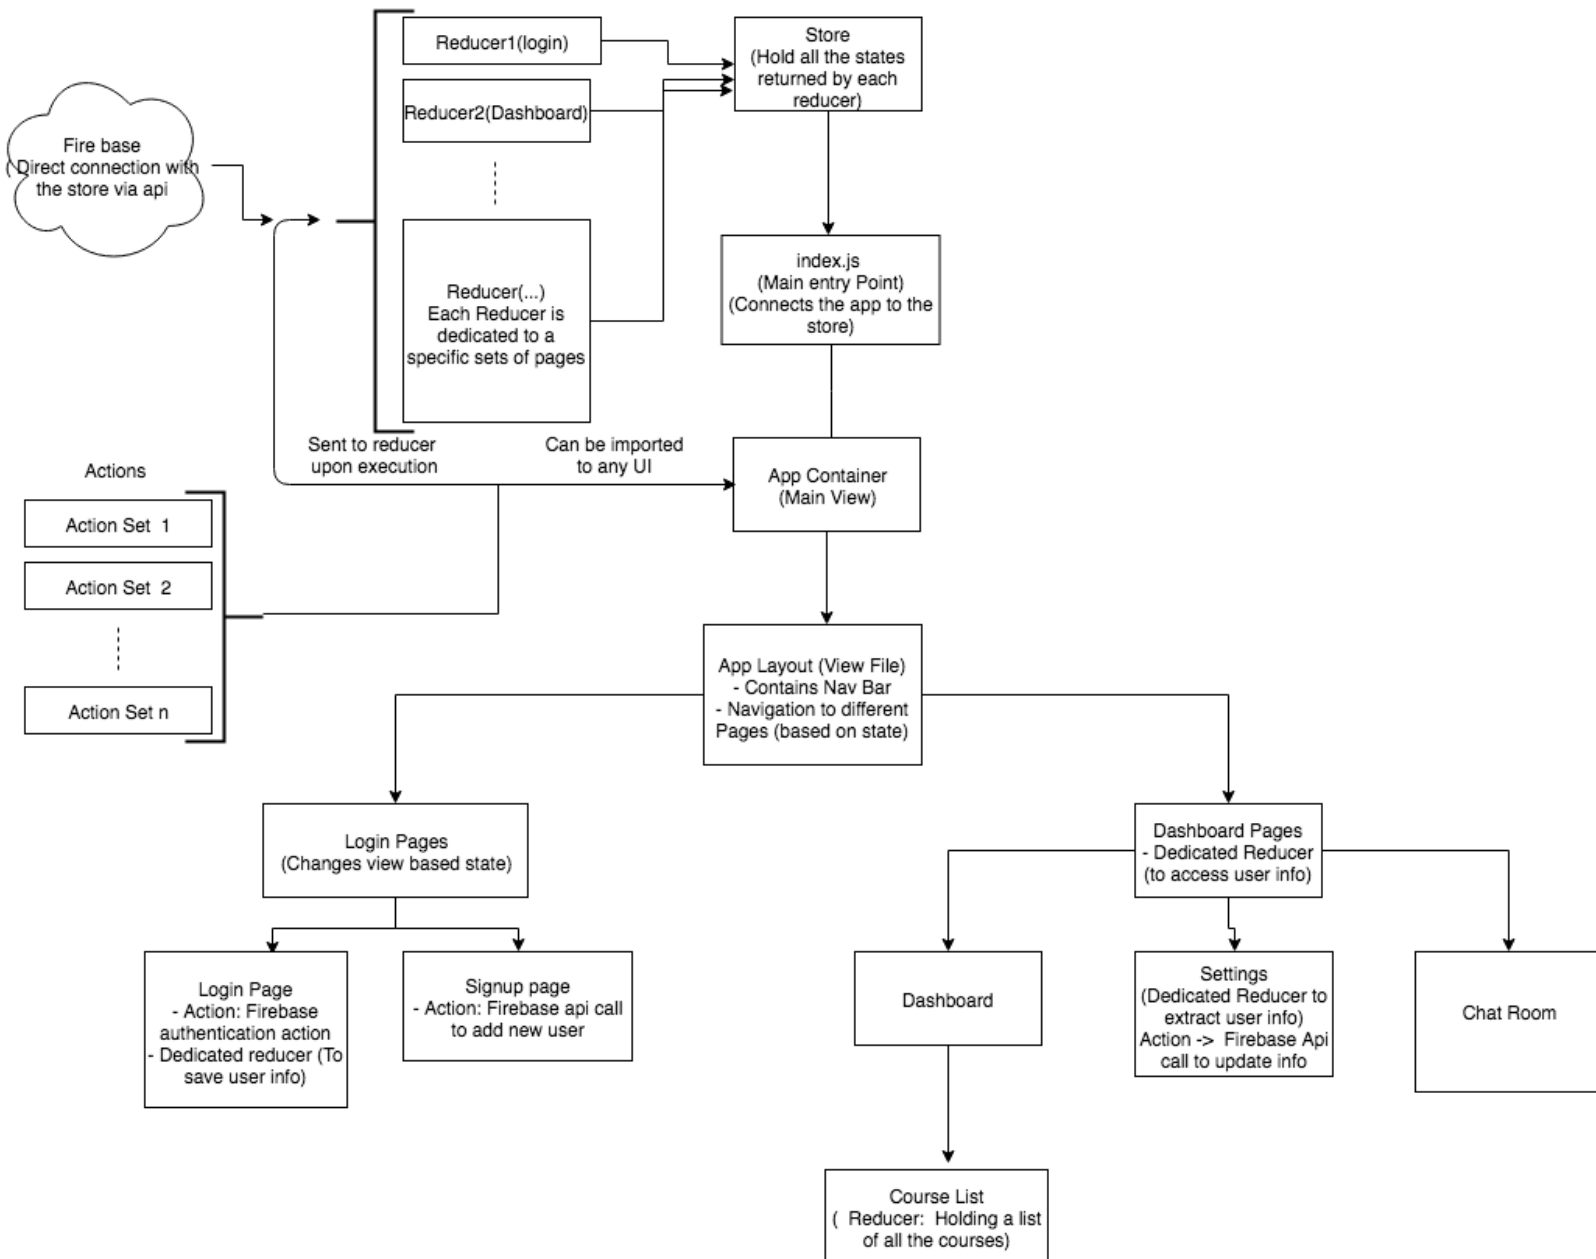 Reducer1(login)
Store
(Hold all the states
returned by each
reducer)
Reducer2(Dashboard)
Fire base
( Direct connection with
the store via api
Reducer(...)
Each Reducer is
dedicated to a
specific sets of pages
index.js
(Main entry Point)
(Connects the app to the
store)
Sent to reducer
upon execution
Can be imported
to any UI
App Container
(Main View)
Actions
Action Set 1
Action Set 2
Action Set n
App Layout (View File)
- Contains Nav Bar
- Navigation to different
Pages (based on state)
Login Pages
(Changes view based state)
Dashboard Pages
- Dedicated Reducer
(to access user info)
Login Page
- Action: Firebase
authentication action
- Dedicated reducer (To
save user info)
Signup page
- Action: Firebase api call
to add new user
Dashboard
Settings
(Dedicated Reducer to
extract user info)
Action -> Firebase Api
call to update info
Chat Room
Course List
( Reducer: Holding a list
of all the courses)